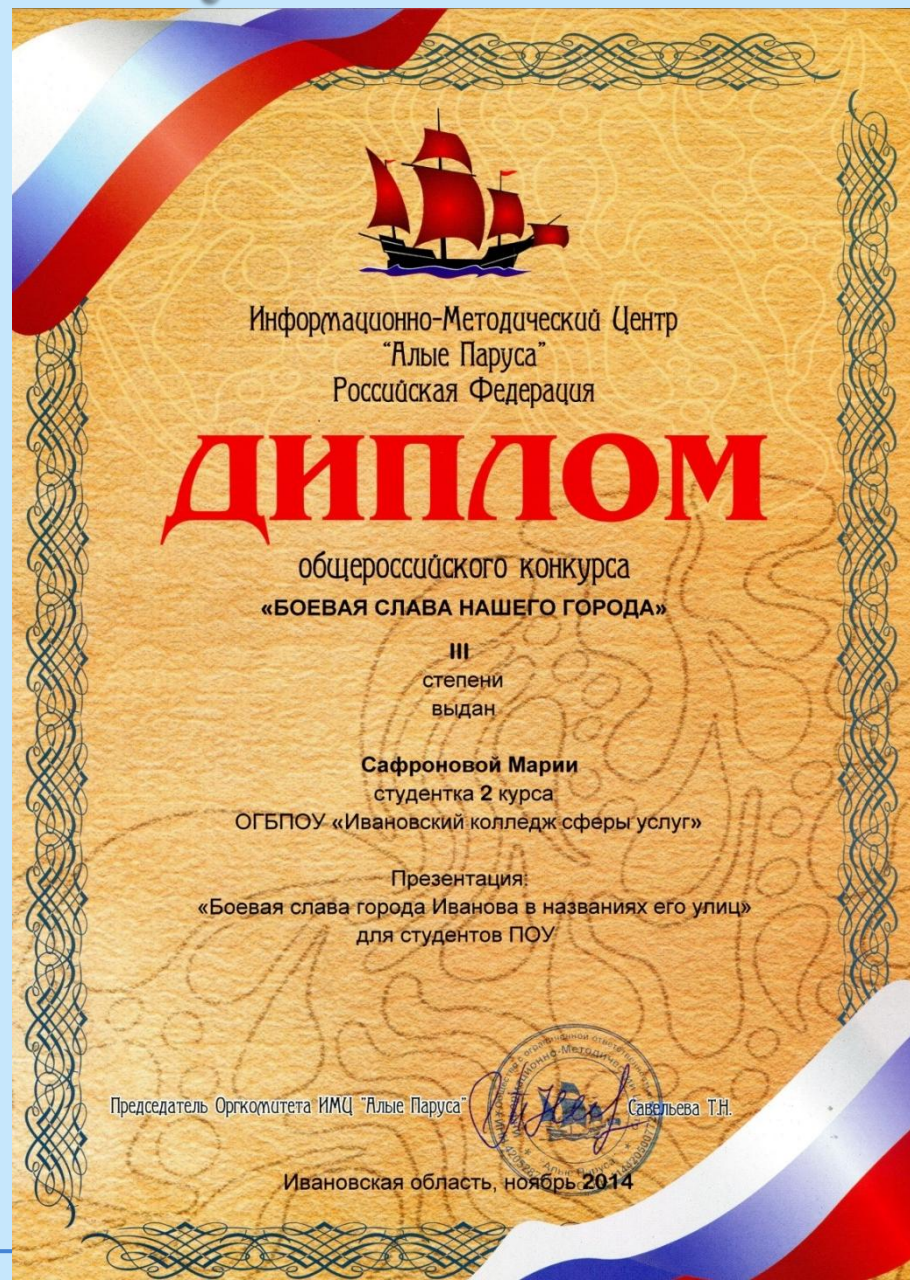 Информационно-Методический Центр
"Алые Паруса"
Российская Федерация
ДИПЛОМ
общероссийского конкурса
«БОЕВАЯ СЛАВА НАШЕГО ГОРОДА»
III
степени
выдан
Сафроновой Марии
студентка 2 курса
ОГБПОУ «Ивановский колледж сферы услуг»
Презентация:
«Боевая слава города Иванова в названиях его улиц»
для студентов ПОУ
Председатель Оргкомитета ИМЦ "Алые Паруса" Савельева Т.Н.
Ивановская область, ноябрь 2014